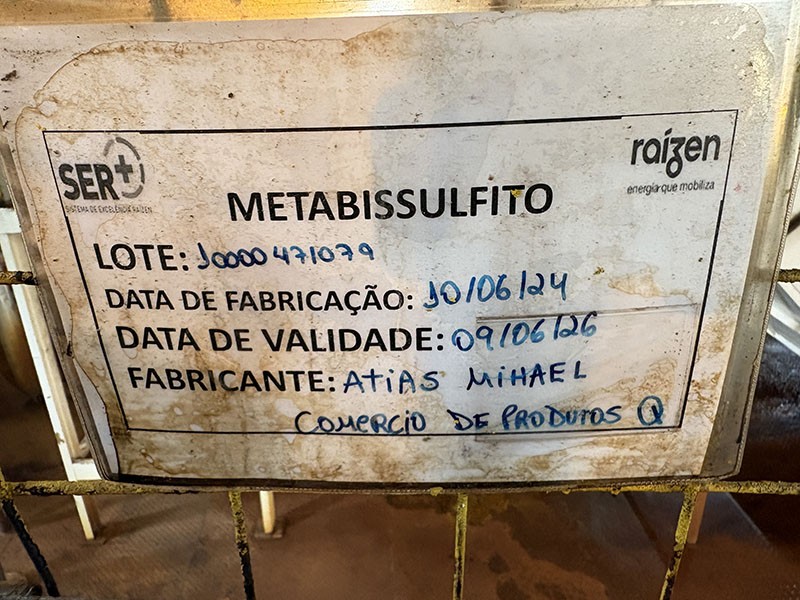 SER+
SISTEMA DE EXCELÊNCIA RAÍZEN
raízen
energia que mobiliza
METABISSULFITO
LOTE: J0000471079
DATA DE FABRICAÇÃO: 10/06/24
DATA DE VALIDADE: 09/06/26
FABRICANTE: ATIAS MIHAEL
COMERCIO DE PRODUTOS Q